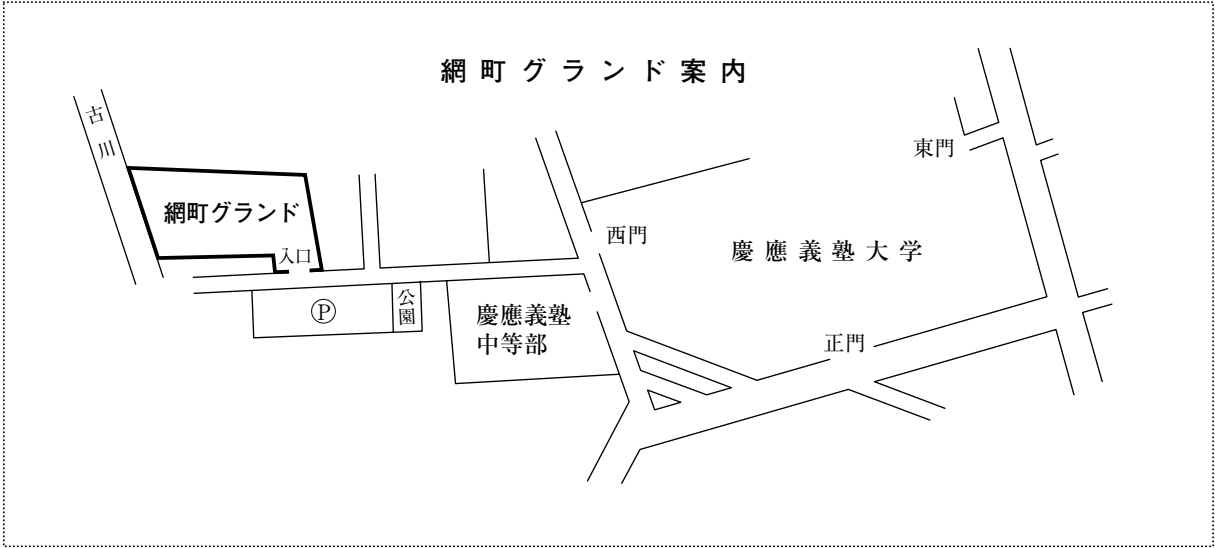 網町グランド案内
古川
網町グランド
入口
Ⓟ
公園
慶應義塾
中等部
西門
慶應義塾大学
東門
正門